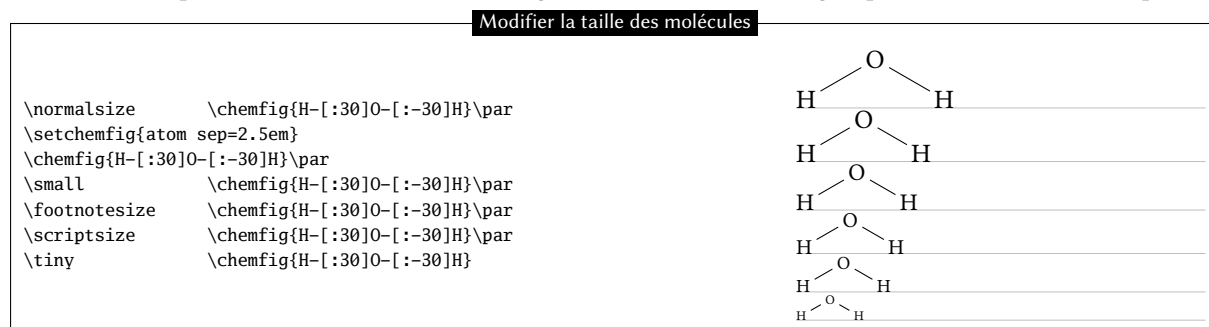 Modifier la taille des molécules
\normalsize \chemfig{H-[:30]O-[:-30]H}\par
\setchemfig{atom sep=2.5em}
\chemfig{H-[:30]O-[:-30]H}\par
\small \chemfig{H-[:30]O-[:-30]H}\par
\footnotesize \chemfig{H-[:30]O-[:-30]H}\par
\scriptsize \chemfig{H-[:30]O-[:-30]H}\par
\tiny \chemfig{H-[:30]O-[:-30]H}
O
H H
O
H H
O
H H
O
H H
O
H H
O
H H